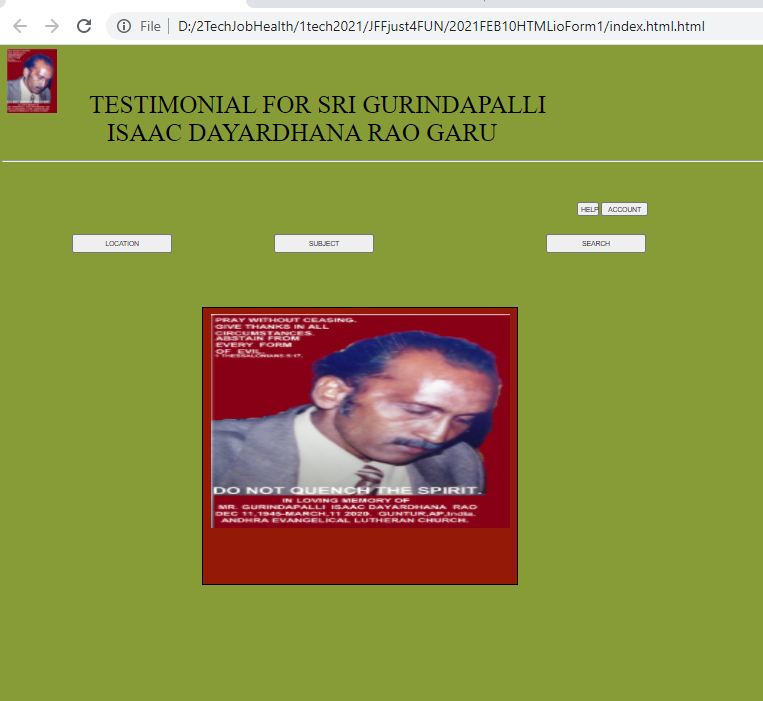 File
D:/2TechJobHealth/1tech2021/JFFjust4FUN/2021FEB10HTMLioForm1/index.html.html
TESTIMONIAL FOR SRI GURINDAPALLI
ISAAC DAYARDHANA RAO GARU
HELP ACCOUNT
LOCATION SUBJECT SEARCH
PRAY WITHOUT CEASING.
GIVE THANKS IN ALL
CIRCUMSTANCES.
ABSTAIN FROM
EVERY FORM
OF EVIL.
THESSALONIANS 5:17.
DO NOT QUENCH THE SPIRIT.
IN LOVING MEMORY OF
MR. GURINDAPALLI ISAAC DAYARDHANA RAO
DEC 11,1945-MARCH,11 2020. GUNTUR,AP,India.
ANDHRA EVANGELICAL LUTHERAN CHURCH.